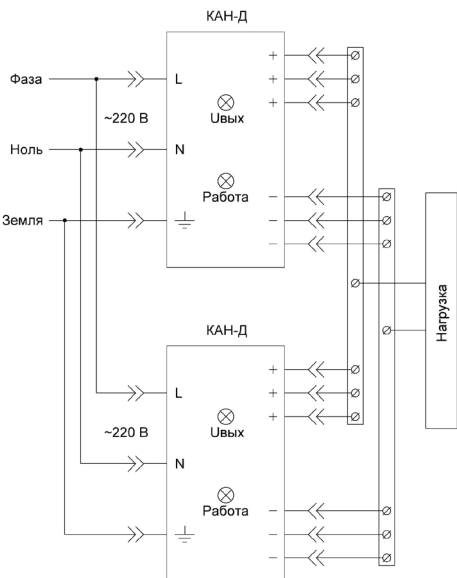 КАН-Д
Фаза
L
+
+
+
~220 В
Uвых
Ноль
N
Работа
Земля
−
−
−
Нагрузка
КАН-Д
L
+
+
+
~220 В
Uвых
N
Работа
−
−
−